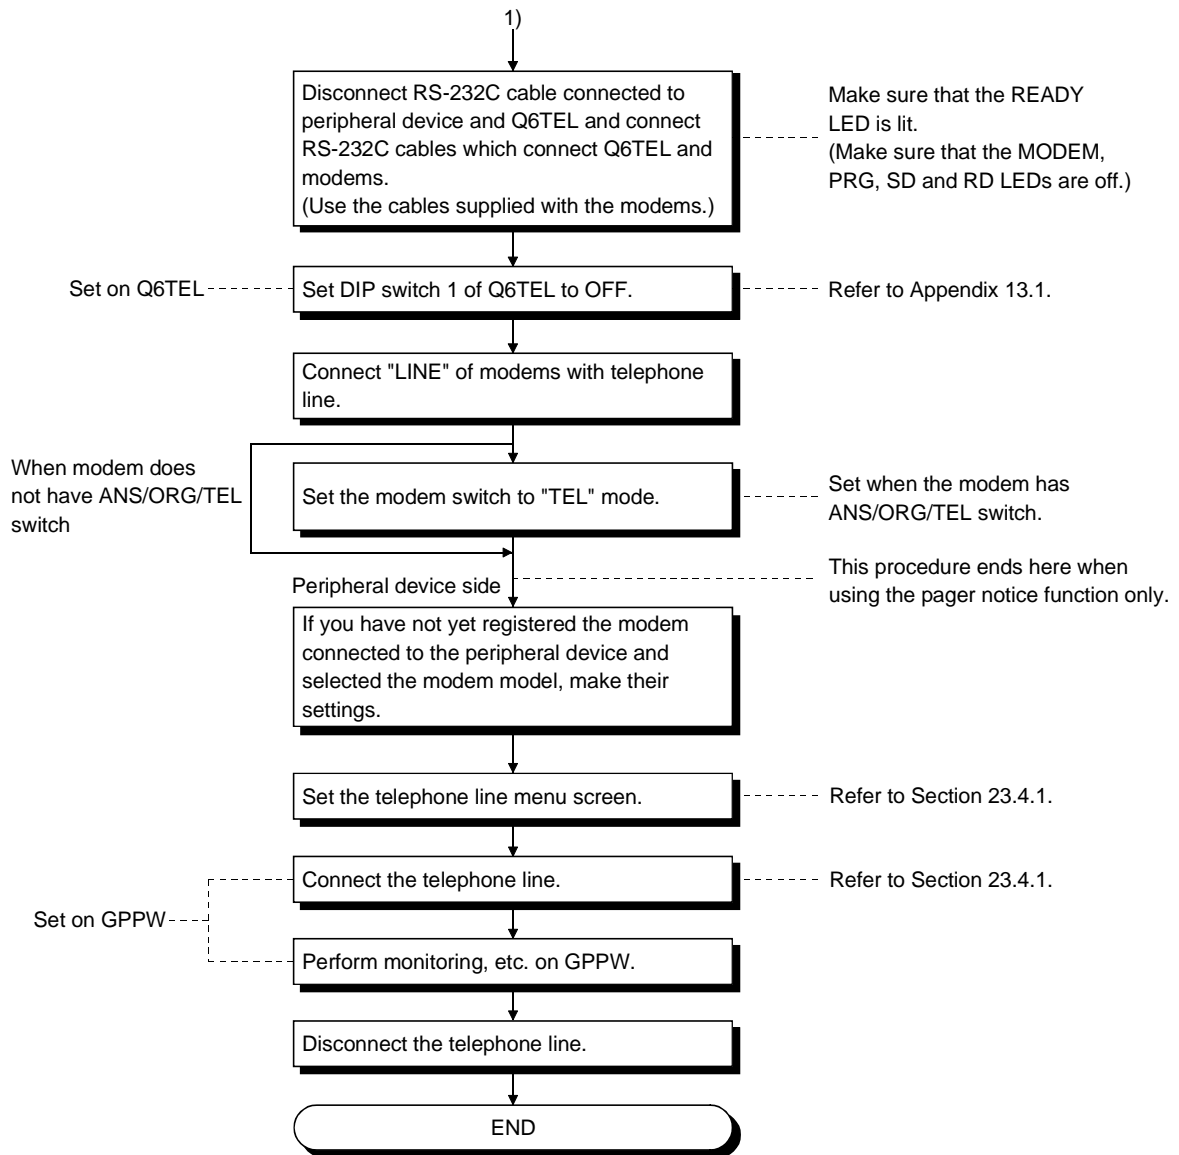 1)
Disconnect RS-232C cable connected to
peripheral device and Q6TEL and connect
RS-232C cables which connect Q6TEL and
modems.
(Use the cables supplied with the modems.)
Make sure that the READY
LED is lit.
(Make sure that the MODEM,
PRG, SD and RD LEDs are off.)
Set on Q6TEL
Set DIP switch 1 of Q6TEL to OFF.
Refer to Appendix 13.1.
Connect "LINE" of modems with telephone
line.
When modem does
not have ANS/ORG/TEL
switch
Set the modem switch to "TEL" mode.
Set when the modem has
ANS/ORG/TEL switch.
Peripheral device side
This procedure ends here when
using the pager notice function only.
If you have not yet registered the modem
connected to the peripheral device and
selected the modem model, make their
settings.
Set the telephone line menu screen.
Refer to Section 23.4.1.
Connect the telephone line.
Refer to Section 23.4.1.
Set on GPPW
Perform monitoring, etc. on GPPW.
Disconnect the telephone line.
END